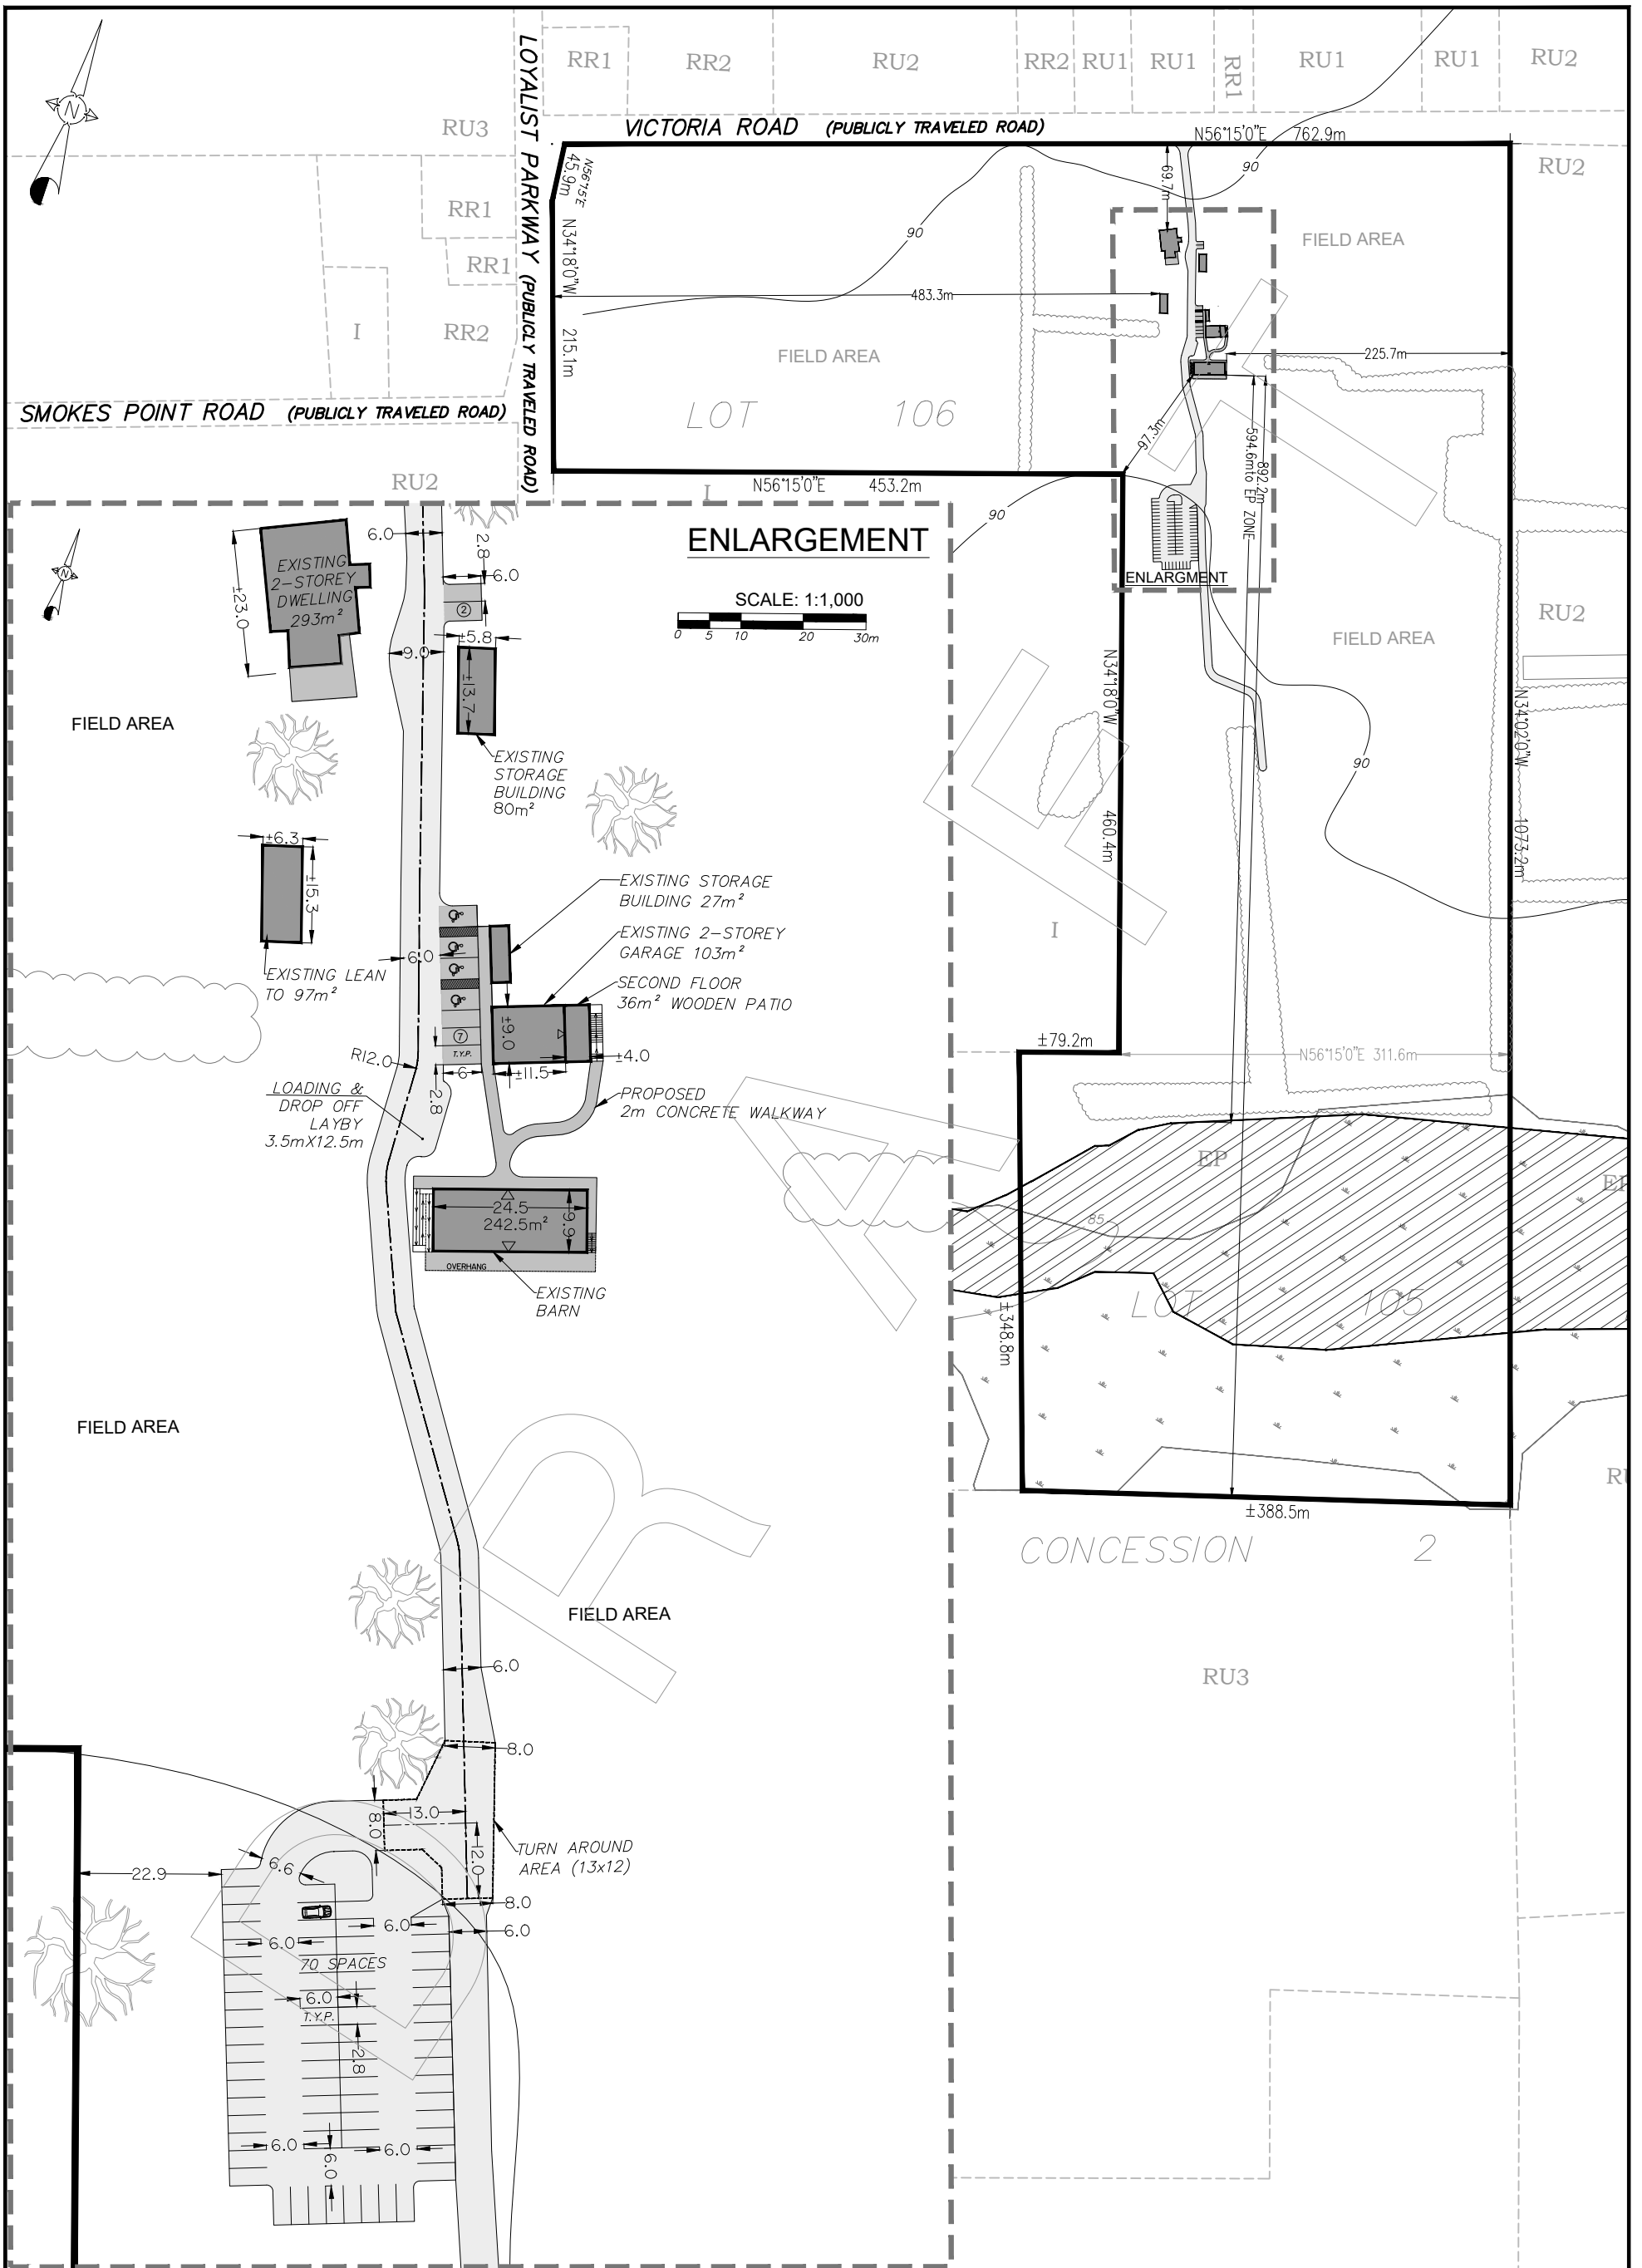 N
RR1
RR2
RU2
RR2
RU1
RU1
RR1
RU1
RU1
RU2
RU3
LOYALIST PARKWAY (PUBLICLY TRAVELED ROAD)
VICTORIA ROAD (PUBLICLY TRAVELED ROAD)
N56°15'0"E 762.9m
RU2
N56°15'E
45.9m
N34°18'0"W 215.1m
69.7m
90
90
FIELD AREA
RR1
RR1
I
RR2
483.3m
FIELD AREA
225.7m
SMOKES POINT ROAD (PUBLICLY TRAVELED ROAD)
LOT 106
97.3m
594.6mto EP ZONE
892.2m
RU2
I
N56°15'0"E 453.2m
90
ENLARGMENT
FIELD AREA
RU2
N34°18'0"W 460.4m
N34°02'0"W 1073.2m
90
I
±79.2m
N56°15'0"E 311.6m
EP
EP
85
LOT 105
±348.8m
±388.5m
CONCESSION 2
RU3
ENLARGEMENT
SCALE: 1:1,000
0 5 10 20 30m
N
EXISTING
2-STOREY
DWELLING
293m²
±23.0
6.0
2.8
6.0
2
9.0
±5.8
±13.7
FIELD AREA
EXISTING
STORAGE
BUILDING
80m²
±6.3
±15.3
EXISTING LEAN
TO 97m²
EXISTING STORAGE
BUILDING 27m²
EXISTING 2-STOREY
GARAGE 103m²
SECOND FLOOR
36m² WOODEN PATIO
6.0
7
T.Y.P.
±9.0
±4.0
R12.0
6
±11.5
2.8
LOADING &
DROP OFF
LAYBY
3.5mX12.5m
PROPOSED
2m CONCRETE WALKWAY
24.5
242.5m²
9.9
OVERHANG
EXISTING
BARN
FIELD AREA
FIELD AREA
6.0
8.0
13.0
8.0
12.0
TURN AROUND
AREA (13x12)
22.9
6.6
8.0
6.0
6.0
6.0
70 SPACES
6.0
T.Y.P.
2.8
6.0
6.0
6.0
DRAFT